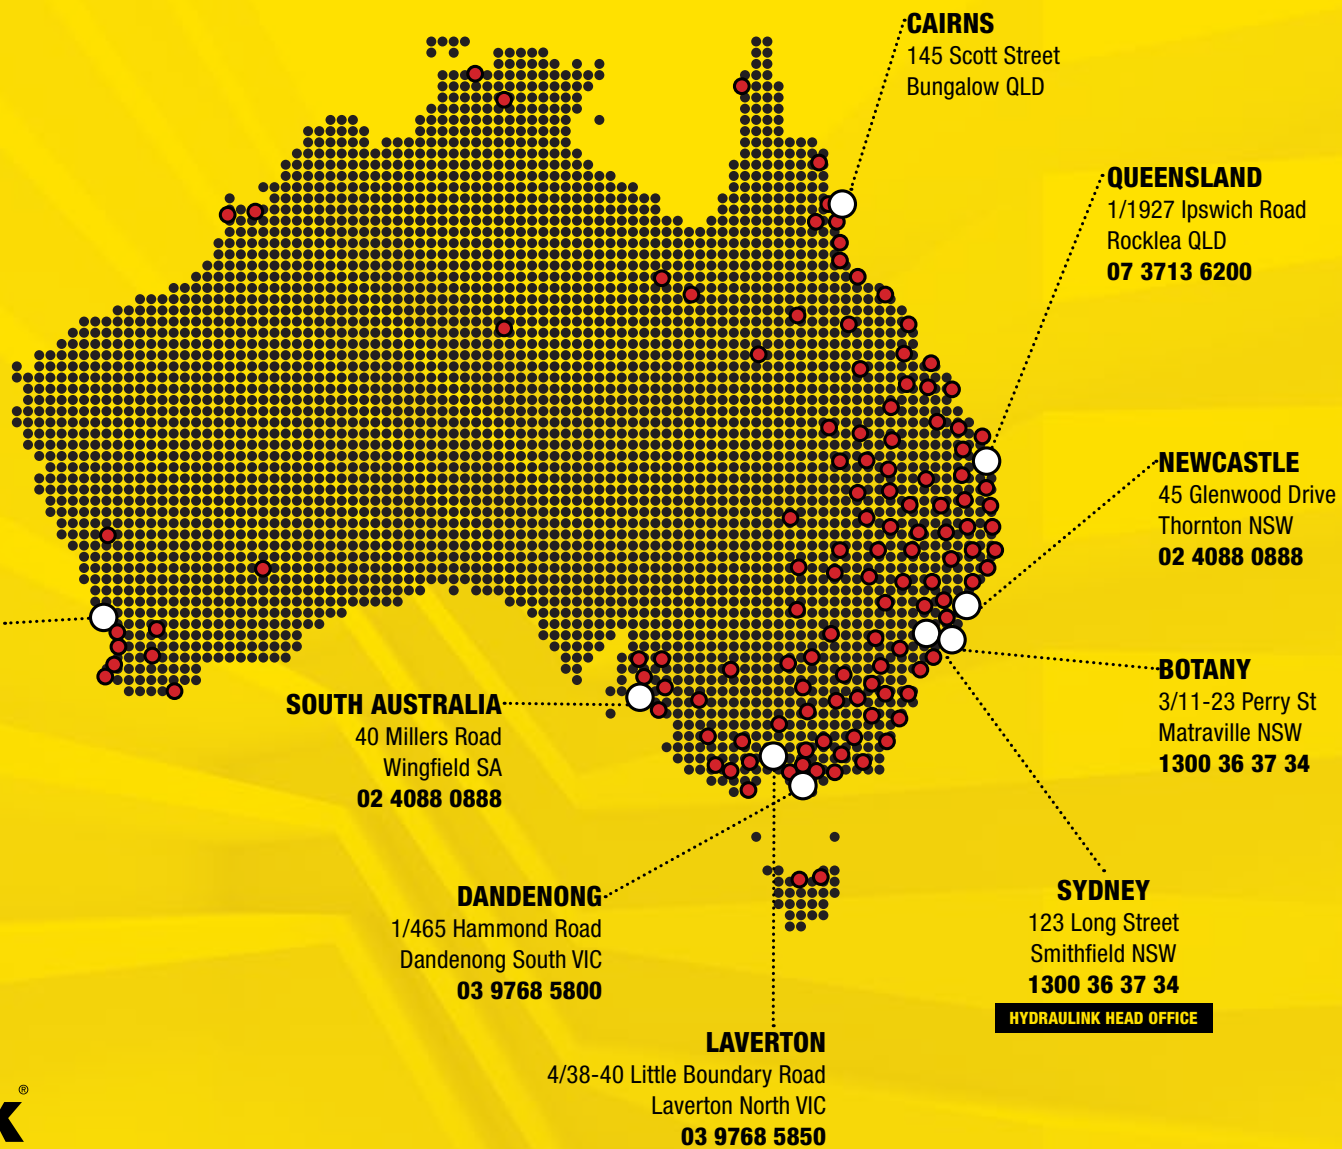 CAIRNS
145 Scott Street
Bungalow QLD
QUEENSLAND
1/1927 Ipswich Road
Rocklea QLD
07 3713 6200
NEWCASTLE
45 Glenwood Drive
Thornton NSW
02 4088 0888
BOTANY
3/11-23 Perry St
Matraville NSW
1300 36 37 34
SOUTH AUSTRALIA
40 Millers Road
Wingfield SA
02 4088 0888
DANDENONG
1/465 Hammond Road
Dandenong South VIC
03 9768 5800
SYDNEY
123 Long Street
Smithfield NSW
1300 36 37 34
HYDRAULINK HEAD OFFICE
LAVERTON
4/38-40 Little Boundary Road
Laverton North VIC
03 9768 5850
K®